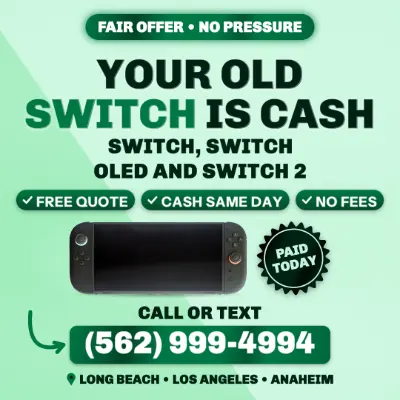 FAIR OFFER • NO PRESSURE
YOUR OLD
SWITCH IS CASH
SWITCH, SWITCH
OLED AND SWITCH 2
✓ FREE QUOTE ✓ CASH SAME DAY ✓ NO FEES
PAID
TODAY
CALL OR TEXT
(562) 999-4994
LONG BEACH • LOS ANGELES • ANAHEIM